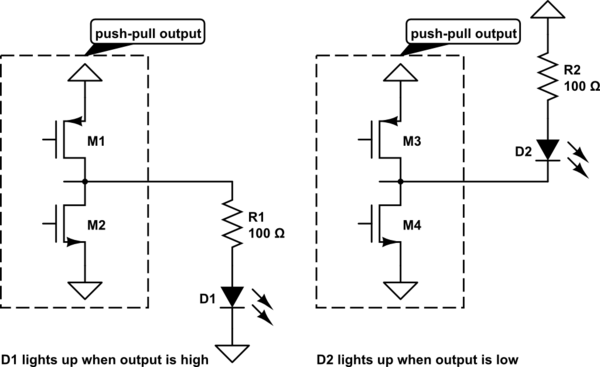 push-pull output
M1
M2
R1
100 Ω
D1
D1 lights up when output is high
push-pull output
M3
M4
R2
100 Ω
D2
D2 lights up when output is low